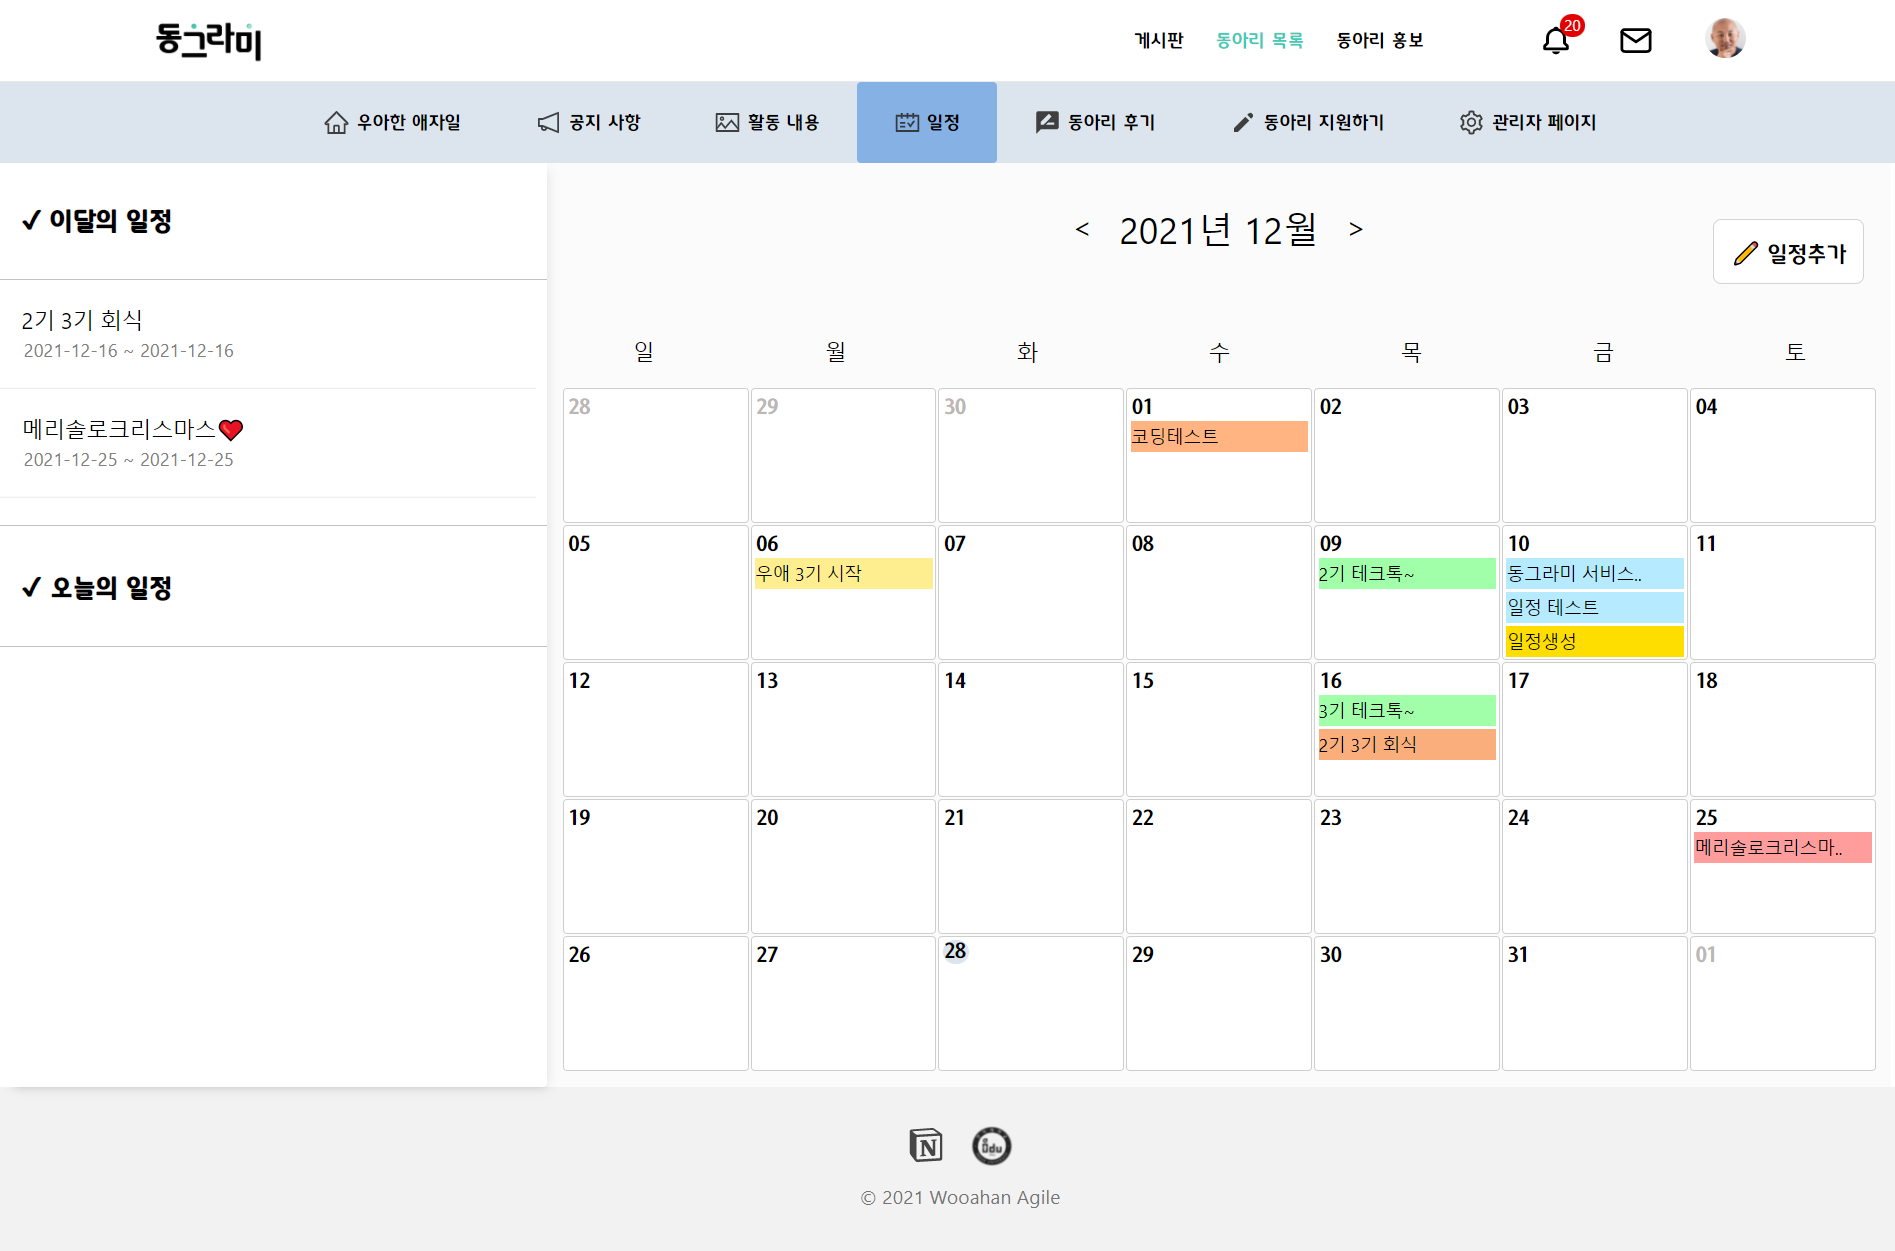 동그라미
게시판 동아리 목록 동아리 홍보 20
우아한 애자일 공지 사항 활동 내용 일정 동아리 후기 동아리 지원하기 관리자 페이지
✓ 이달의 일정
2기 3기 회식
2021-12-16 ~ 2021-12-16
메리솔로크리스마스❤️
2021-12-25 ~ 2021-12-25
✓ 오늘의 일정
< 2021년 12월 >
✏️ 일정추가
일 월 화 수 목 금 토
28 29 30 01 02 03 04
코딩테스트
05 06 07 08 09 10 11
우애 3기 시작 2기 테크톡~ 동그라미 서비스..
일정 테스트
일정생성
12 13 14 15 16 17 18
3기 테크톡~
2기 3기 회식
19 20 21 22 23 24 25
메리솔로크리스마..
26 27 28 29 30 31 01
N udu
© 2021 Wooahan Agile